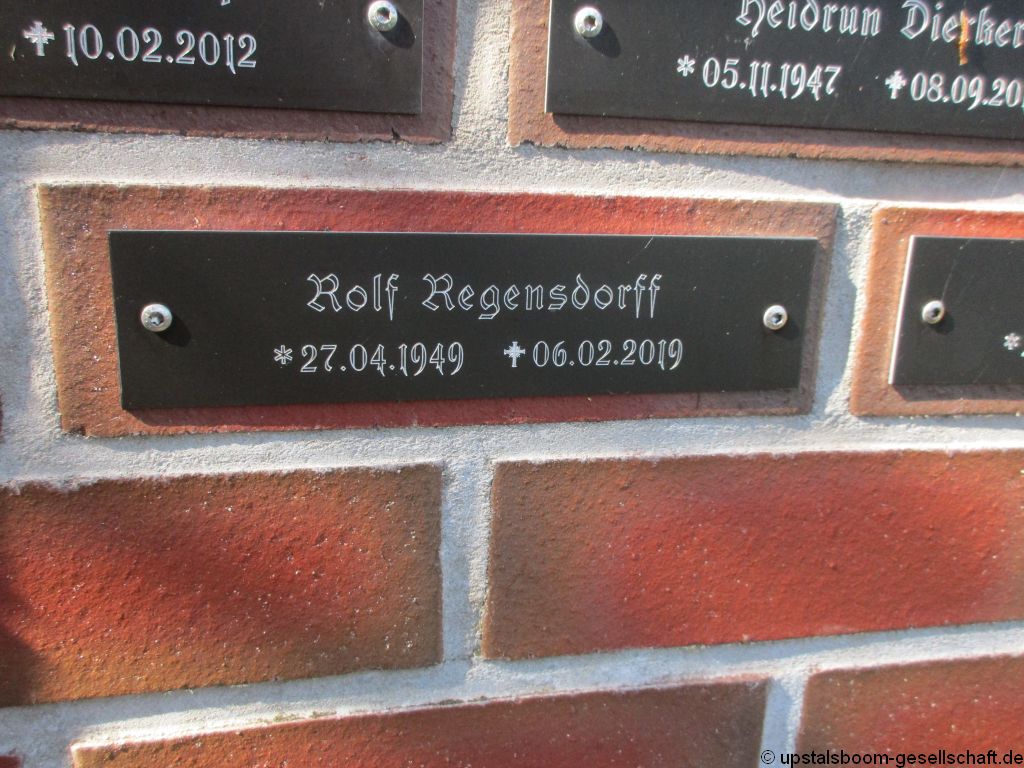 ✝10.02.2012
Heidrun Dierker
*05.11.1947 ✝08.09.20
Rolf Regensdorff
*27.04.1949 ✝06.02.2019
*
© upstalsboom-gesellschaft.de